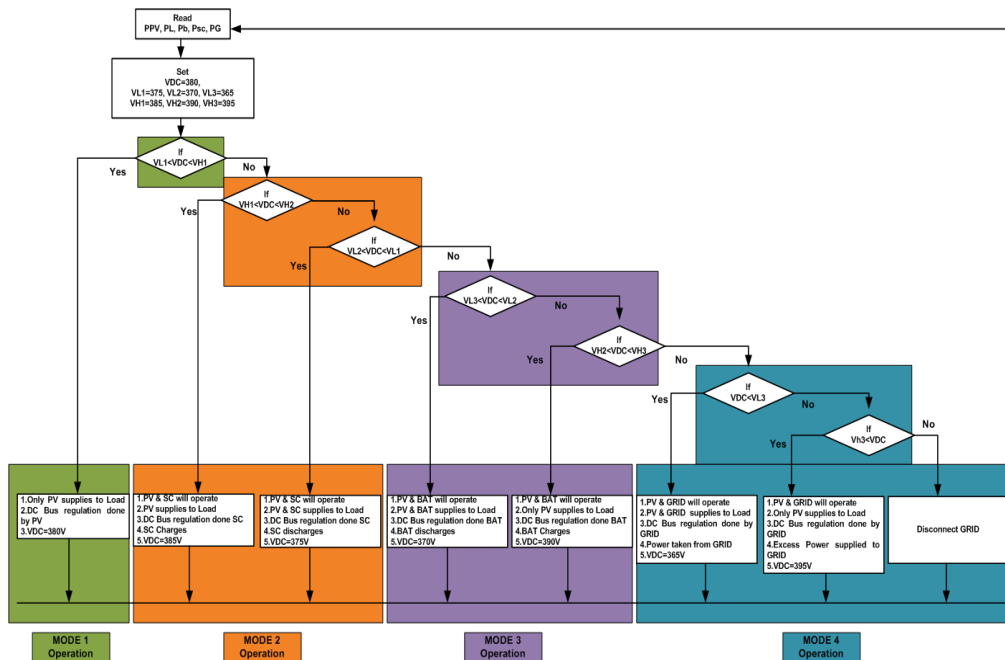 Read
PPV, PL, Pb, Psc, PG
Set
VDC=380,
VL1=375, VL2=370, VL3=365
VH1=385, VH2=390, VH3=395
If
VL1<VDC<VH1
Yes
No
If
VH1<VDC<VH2
Yes
No
If
VL2<VDC<VL1
Yes
No
If
VL3<VDC<VL2
Yes
No
If
VH2<VDC<VH3
Yes
No
If
VDC<VL3
Yes
No
If
Vh3<VDC
Yes
No
1.Only PV supplies to Load
2.DC Bus regulation done
by PV
3.VDC=380V
1.PV & SC will operate
2.PV supplies to Load
3.DC Bus regulation done SC
4.SC Charges
5.VDC=385V
1.PV & SC will operate
2.PV & SC supplies to Load
3.DC Bus regulation done SC
4.SC discharges
5.VDC=375V
1.PV & BAT will operate
2.PV & BAT supplies to Load
3.DC Bus regulation done BAT
4.BAT discharges
5.VDC=370V
1.PV & BAT will operate
2.Only PV supplies to Load
3.DC Bus regulation done BAT
4.BAT Charges
5.VDC=390V
1.PV & GRID will operate
2.PV & GRID supplies to Load
3.DC Bus regulation done by
GRID
4.Power taken from GRID
5.VDC=365V
1.PV & GRID will operate
2.Only PV supplies to Load
3.DC Bus regulation done by
GRID
4.Excess Power supplied to
GRID
5.VDC=395V
Disconnect GRID
MODE 1
Operation
MODE 2
Operation
MODE 3
Operation
MODE 4
Operation